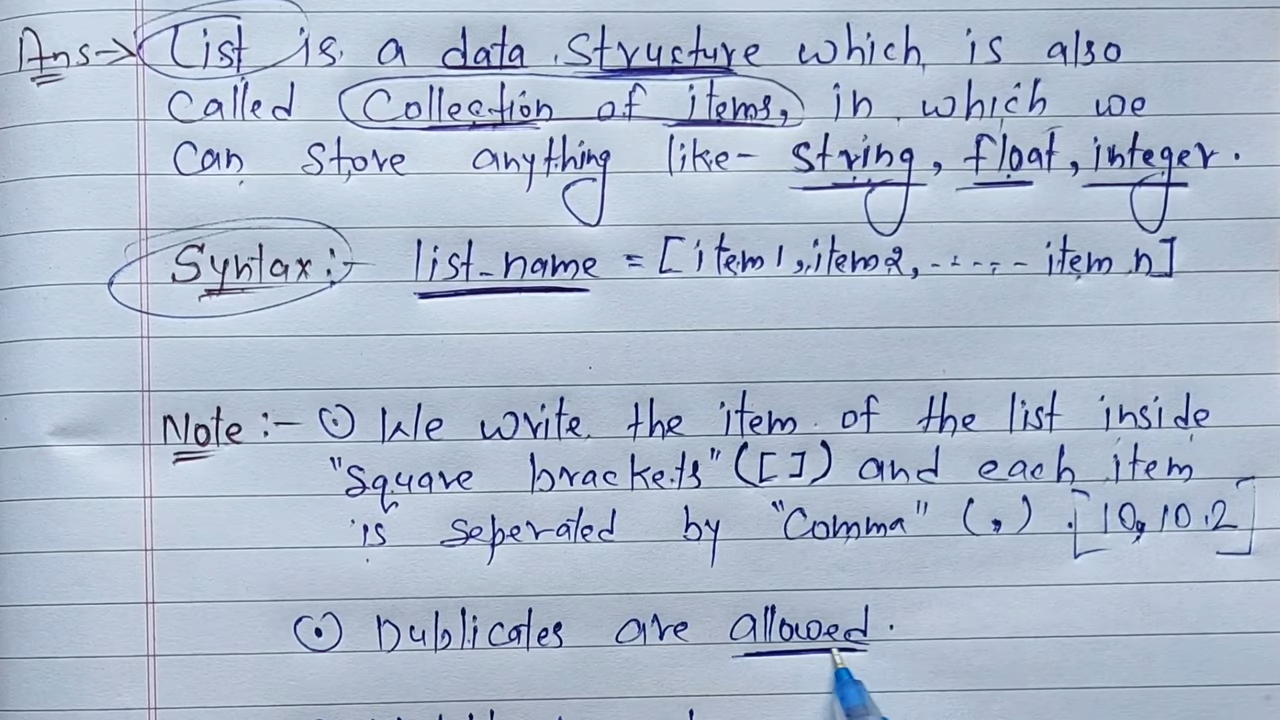 Ans→ List is a data structure which is also
called Collection of items, in which we
can store anything like- string, float, integer.
Syntax:- list_name = [item1, item2, ------ item n]
Note:- ⊙ We write the item of the list inside
"square brackets" ([ ]) and each item
is seperated by "Comma" (,). [10, 10.2]
⊙ Dublicates are allowed.